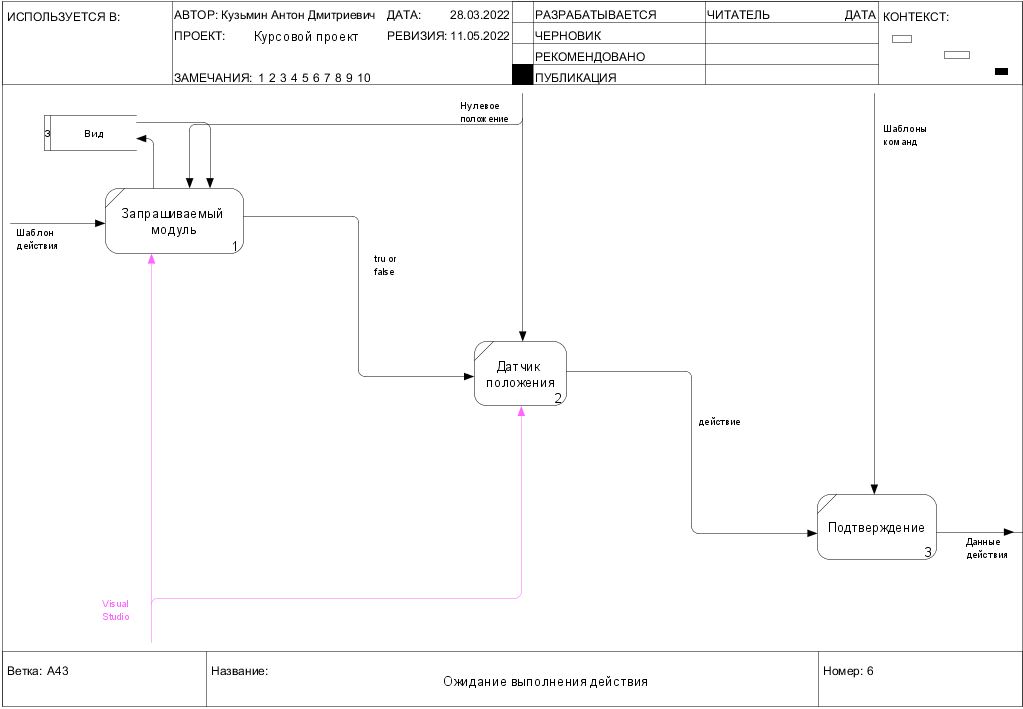 ИСПОЛЬЗУЕТСЯ В:
АВТОР: Кузьмин Антон Дмитриевич ДАТА: 28.03.2022
ПРОЕКТ: Курсовой проект РЕВИЗИЯ: 11.05.2022
ЗАМЕЧАНИЯ: 1 2 3 4 5 6 7 8 9 10
РАЗРАБАТЫВАЕТСЯ
ЧЕРНОВИК
РЕКОМЕНДОВАНО
ПУБЛИКАЦИЯ
ЧИТАТЕЛЬ ДАТА
КОНТЕКСТ:
Нулевое
положение
Шаблоны
команд
3 Вид
Запрашиваемый
модуль
1
Шаблон
действия
tru or
false
Датчик
положения
2
действие
Подтверждение
3
Данные
действия
Visual
Studio
Ветка: A43
Название:
Ожидание выполнения действия
Номер: 6